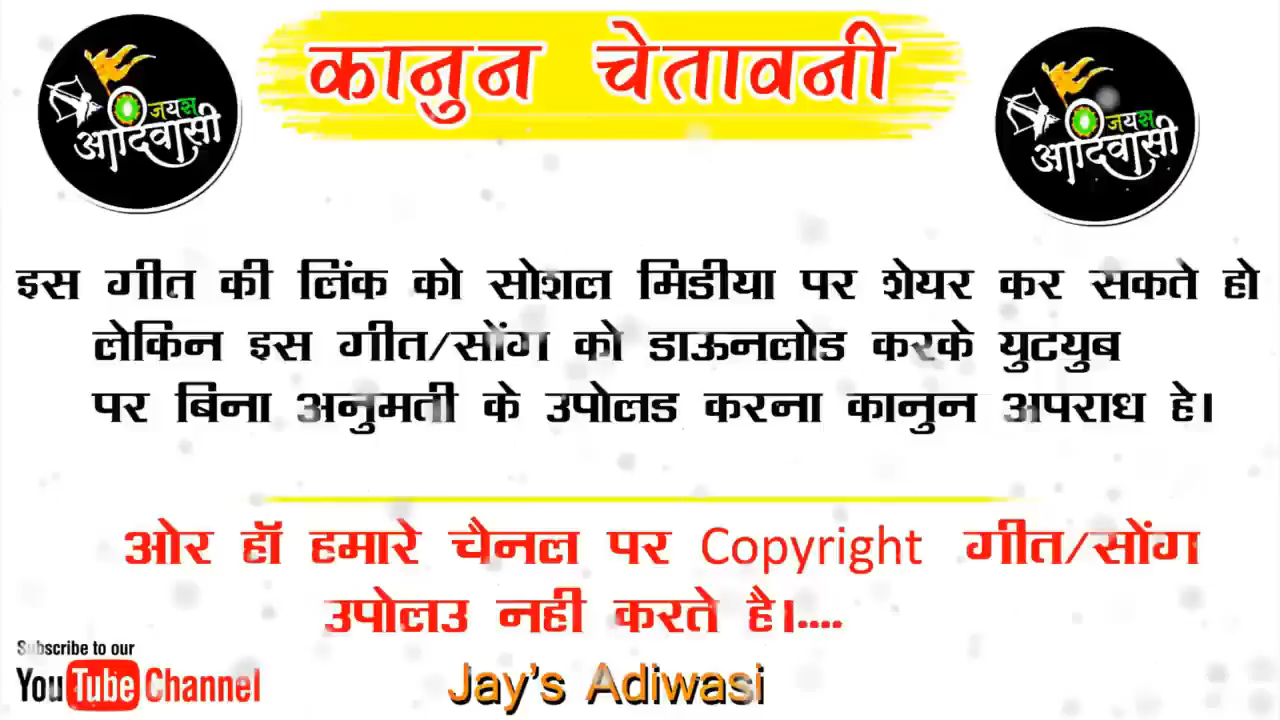 कानुन चेतावनी
जयस
आदिवासी
जयस
आदिवासी
इस गीत की लिंक को सोशल मिडीया पर शेयर कर सकते हो
लेकिन इस गीत/सोंग को डाऊनलोड करके युटयुब
पर बिना अनुमती के उपोलड करना कानुन अपराध हे।
ओर हॉ हमारे चैनल पर Copyright गीत/सोंग
उपोलउ नही करते है।....
Subscribe to our
YouTube Channel
Jay's Adiwasi